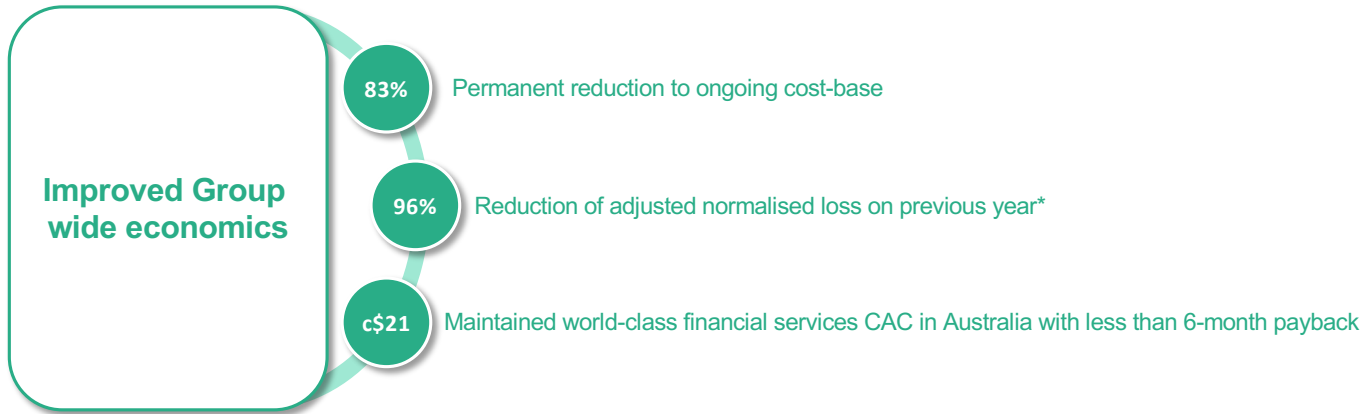 Improved Group
wide economics
83%
Permanent reduction to ongoing cost-base
96%
Reduction of adjusted normalised loss on previous year*
c$21
Maintained world-class financial services CAC in Australia with less than 6-month payback